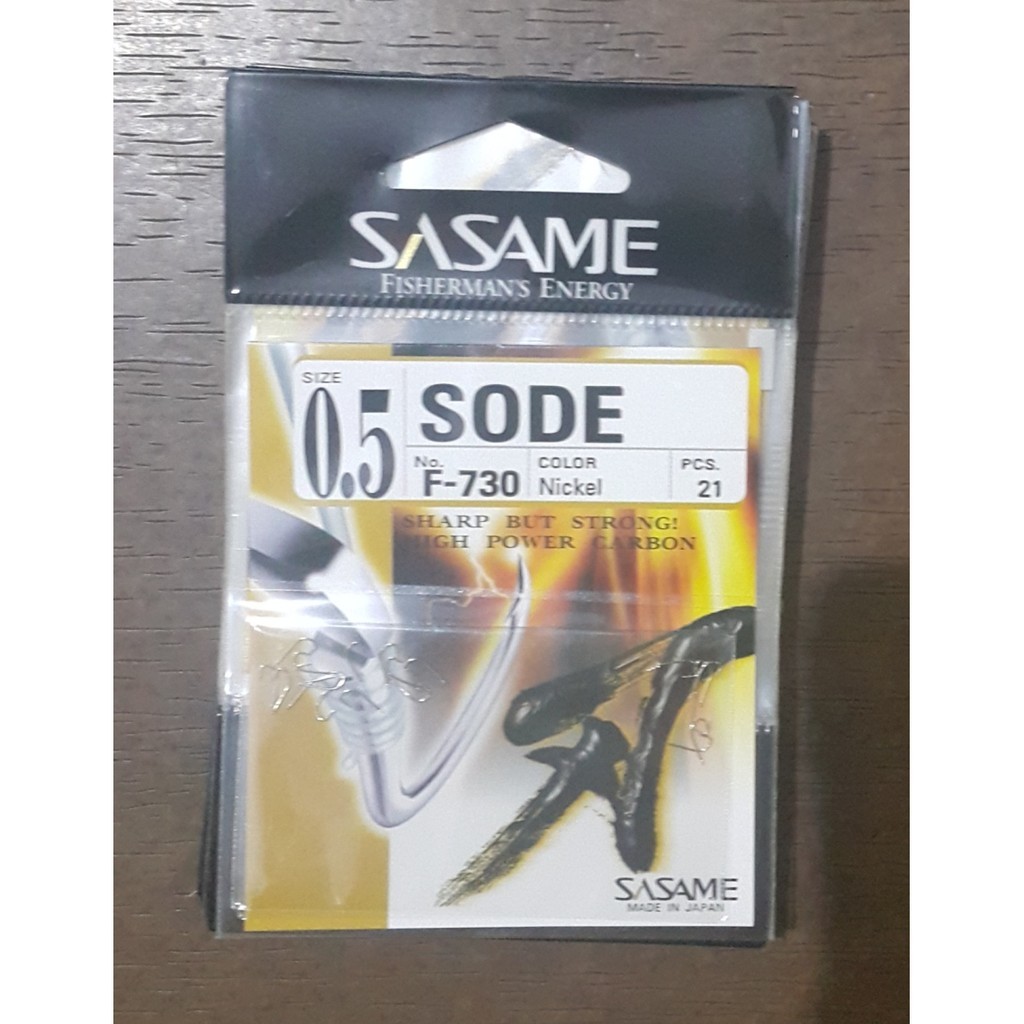 SASAME
FISHERMAN'S ENERGY
SIZE
0.5
SODE
No.
F-730
COLOR
Nickel
PCS.
21
SHARP BUT STRONG!
HIGH POWER CARBON
SASAME
MADE IN JAPAN